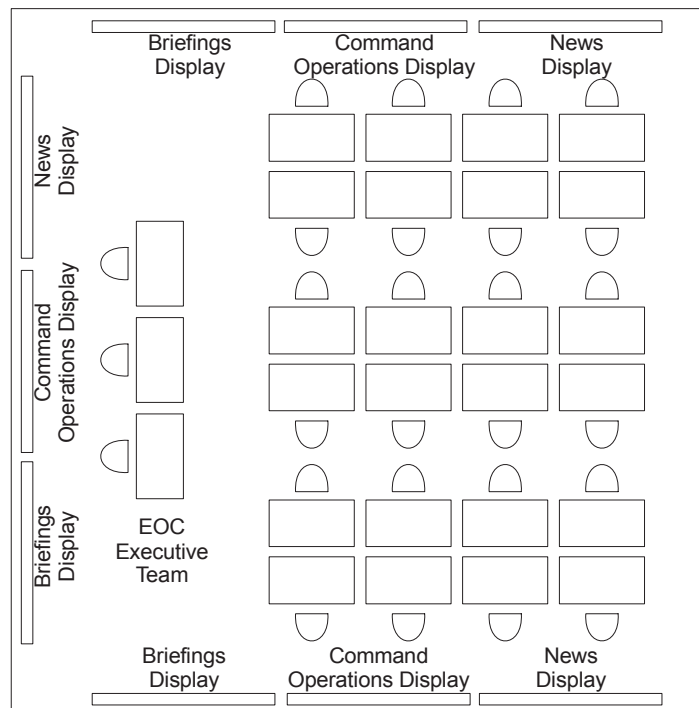 Briefings
Display
Command
Operations Display
News
Display
News
Display
Command
Operations Display
Briefings
Display
EOC
Executive
Team
Briefings
Display
Command
Operations Display
News
Display